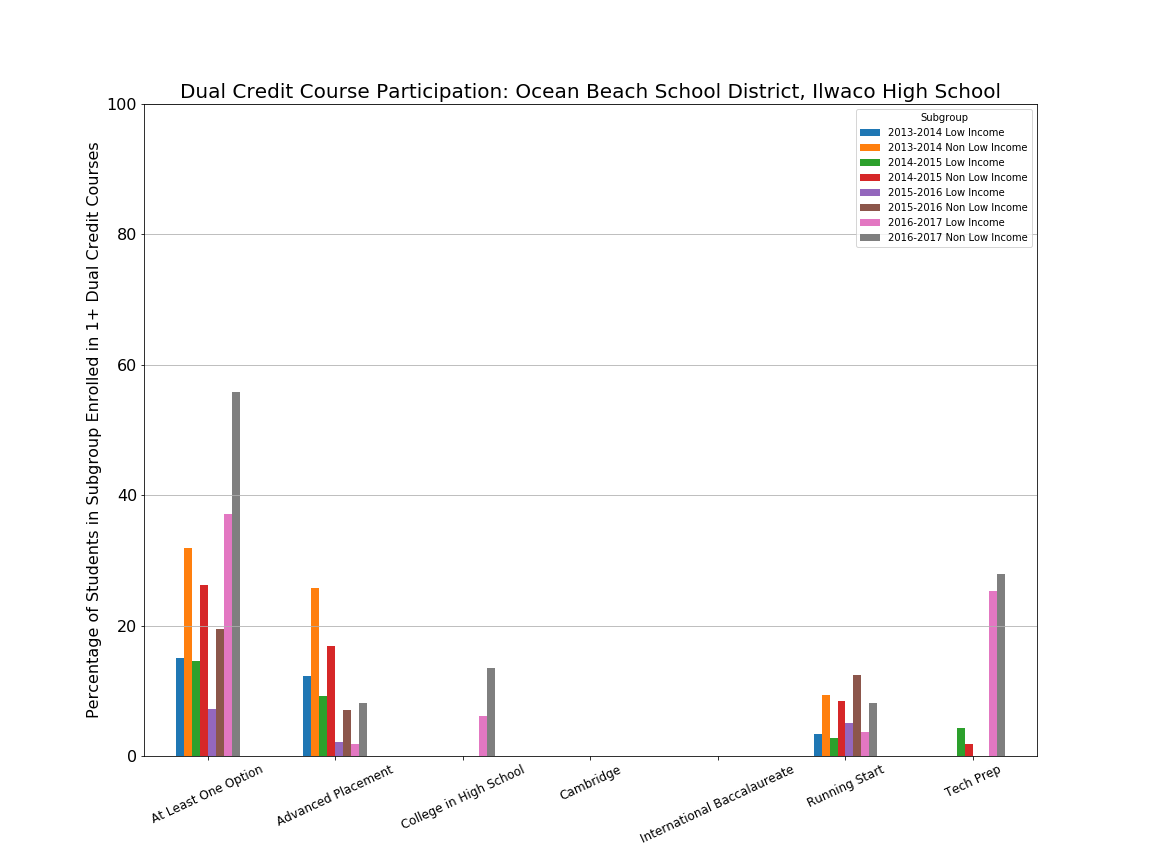 Dual Credit Course Participation: Ocean Beach School District, Ilwaco High School
Percentage of Students in Subgroup Enrolled in 1+ Dual Credit Courses
100
80
60
40
20
0
Subgroup
2013-2014 Low Income
2013-2014 Non Low Income
2014-2015 Low Income
2014-2015 Non Low Income
2015-2016 Low Income
2015-2016 Non Low Income
2016-2017 Low Income
2016-2017 Non Low Income
At Least One Option
Advanced Placement
College in High School
Cambridge
International Baccalaureate
Running Start
Tech Prep